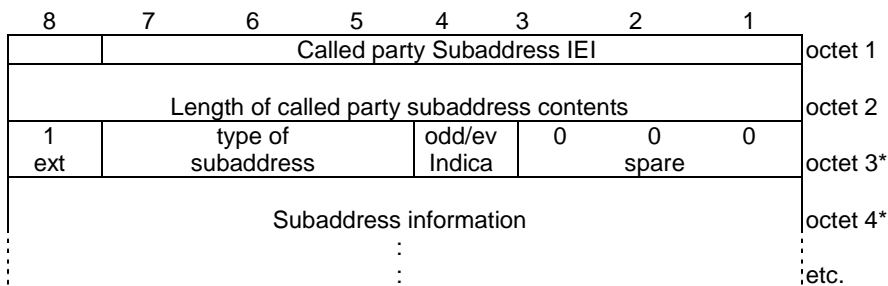 8 7 6 5 4 3 2 1
Called party Subaddress IEI octet 1
Length of called party subaddress contents octet 2
1 type of odd/ev 0 0 0
ext subaddress Indica spare octet 3*
Subaddress information octet 4*
:
: etc.